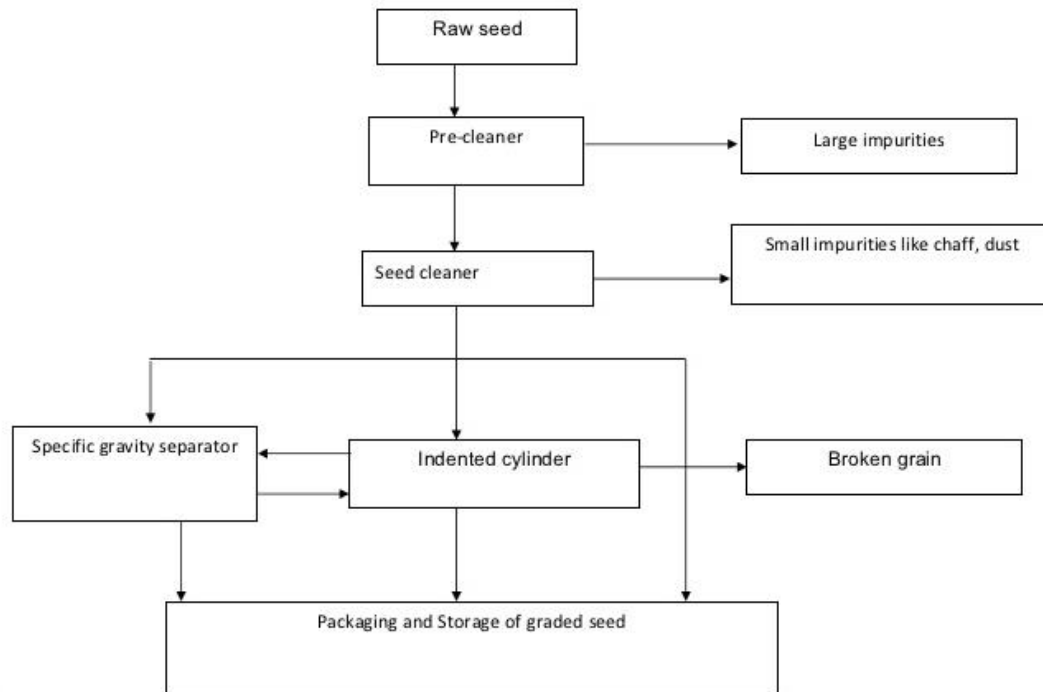 Raw seed
Pre-cleaner
Large impurities
Small impurities like chaff, dust
Seed cleaner
Specific gravity separator
Indented cylinder
Broken grain
Packaging and Storage of graded seed